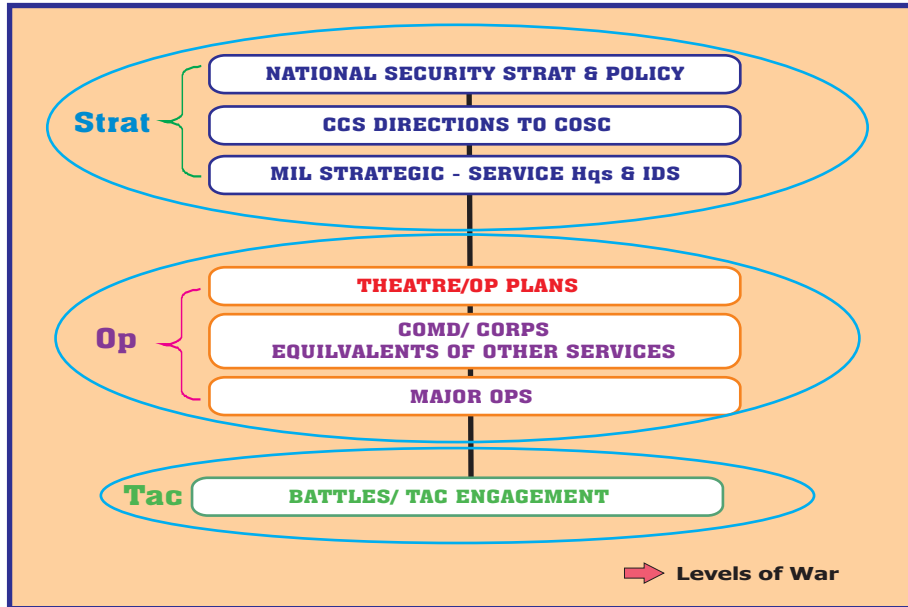 NATIONAL SECURITY STRAT & POLICY
Strat
CCS DIRECTIONS TO COSC
MIL STRATEGIC - SERVICE Hqs & IDS
THEATRE/OP PLANS
Op
COMD/ CORPS
EQUILVALENTS OF OTHER SERVICES
MAJOR OPS
Tac
BATTLES/ TAC ENGAGEMENT
Levels of War